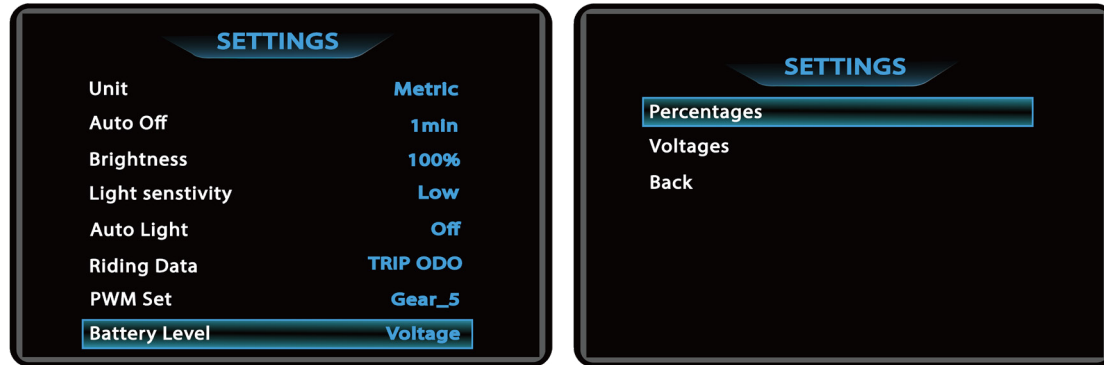 SETTINGS
Unit Metric
Auto Off 1min
Brightness 100%
Light senstivity Low
Auto Light Off
Riding Data TRIP ODO
PWM Set Gear_5
Battery Level Voltage
SETTINGS
Percentages
Voltages
Back